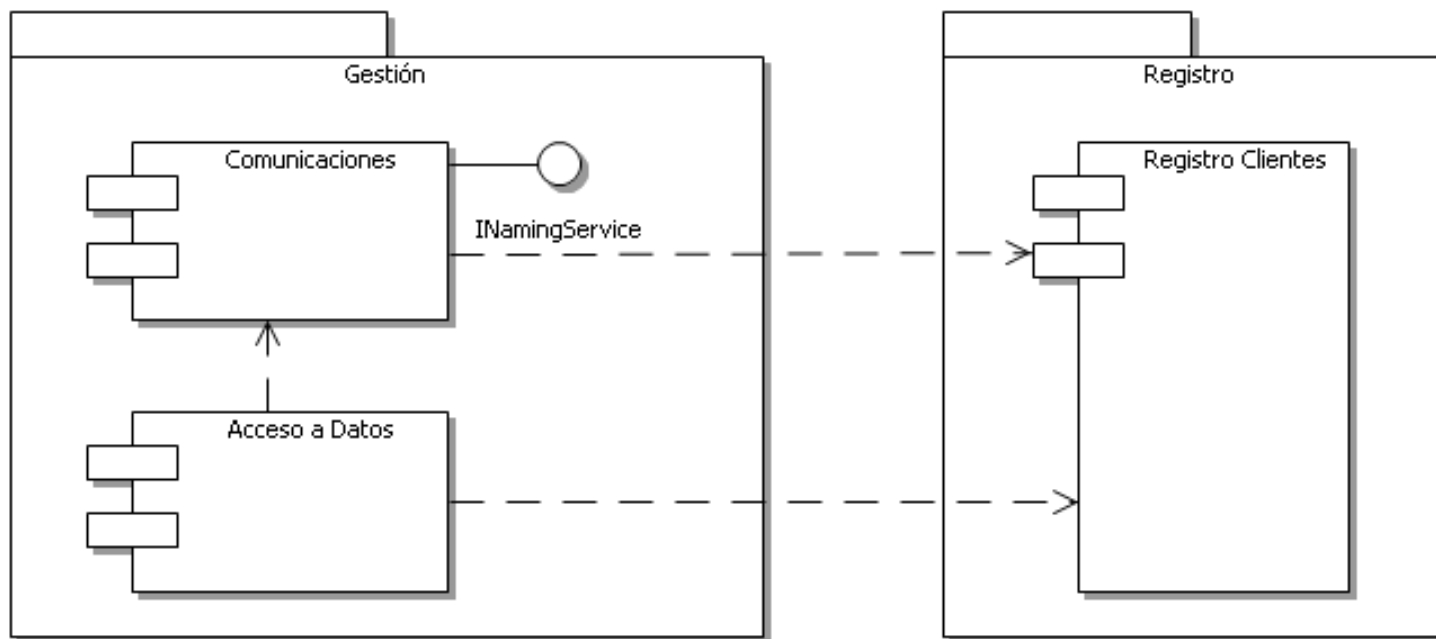 Gestión
Registro
Comunicaciones
Registro Clientes
INamingService
Acceso a Datos